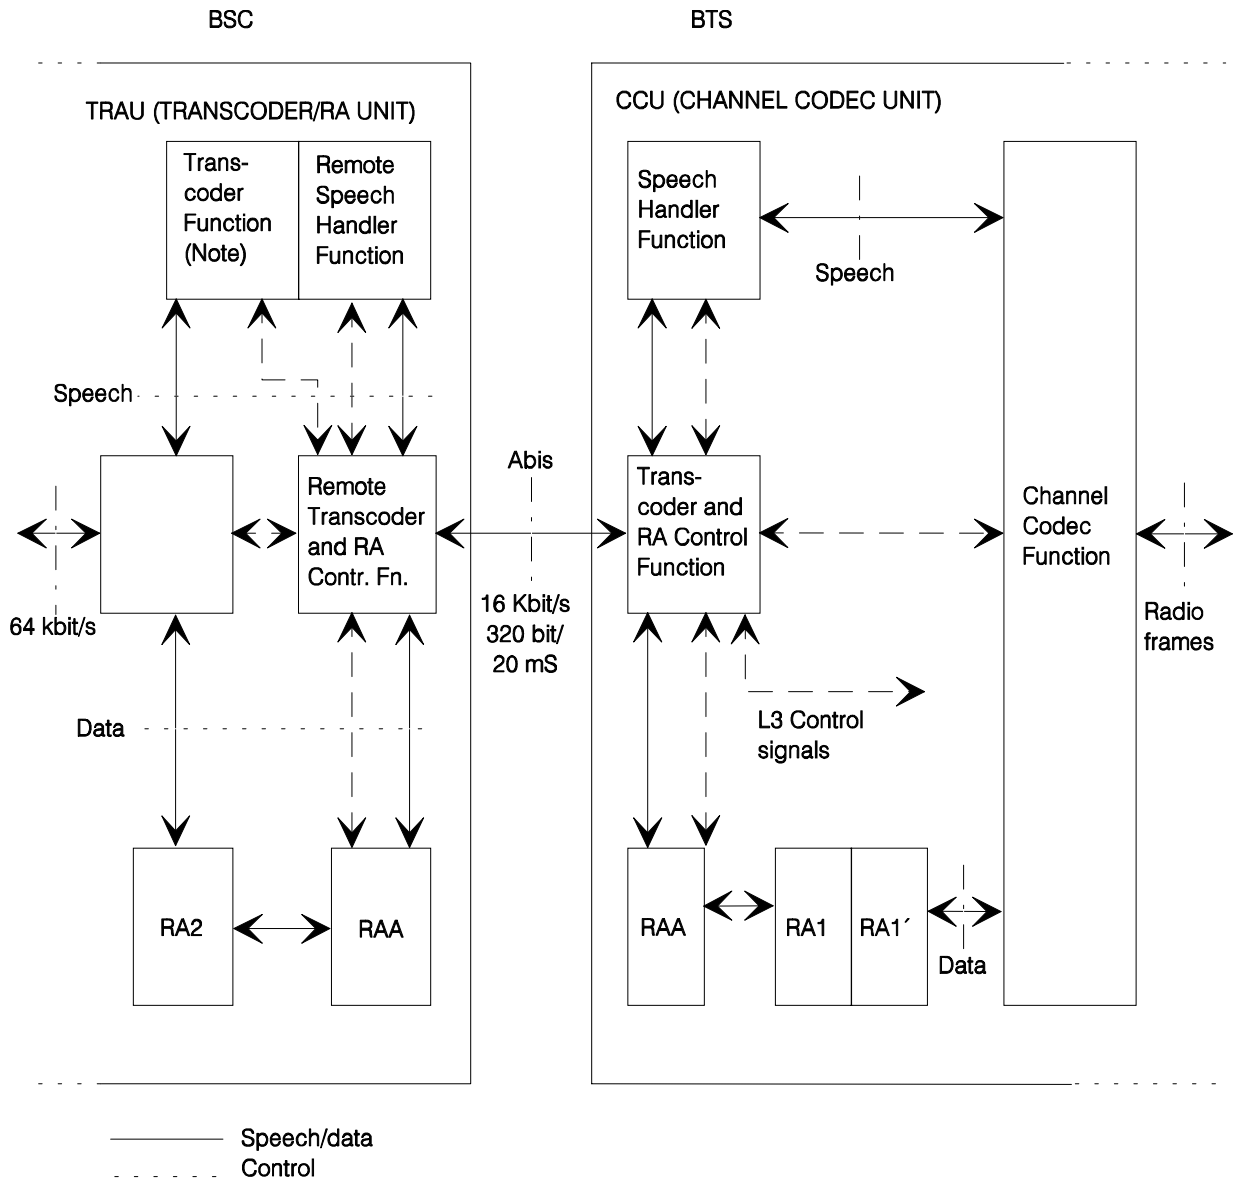 BSC
BTS
TRAU (TRANSCODER/RA UNIT)
CCU (CHANNEL CODEC UNIT)
Trans-
coder
Function
(Note)
Remote
Speech
Handler
Function
Speech
Handler
Function
Speech
Speech
Remote
Transcoder
and RA
Contr. Fn.
Abis
Trans-
coder and
RA Control
Function
Channel
Codec
Function
64 kbit/s
16 Kbit/s
320 bit/
20 mS
Radio
frames
Data
L3 Control
signals
RA2
RAA
RAA
RA1
RA1´
Data
Speech/data
Control